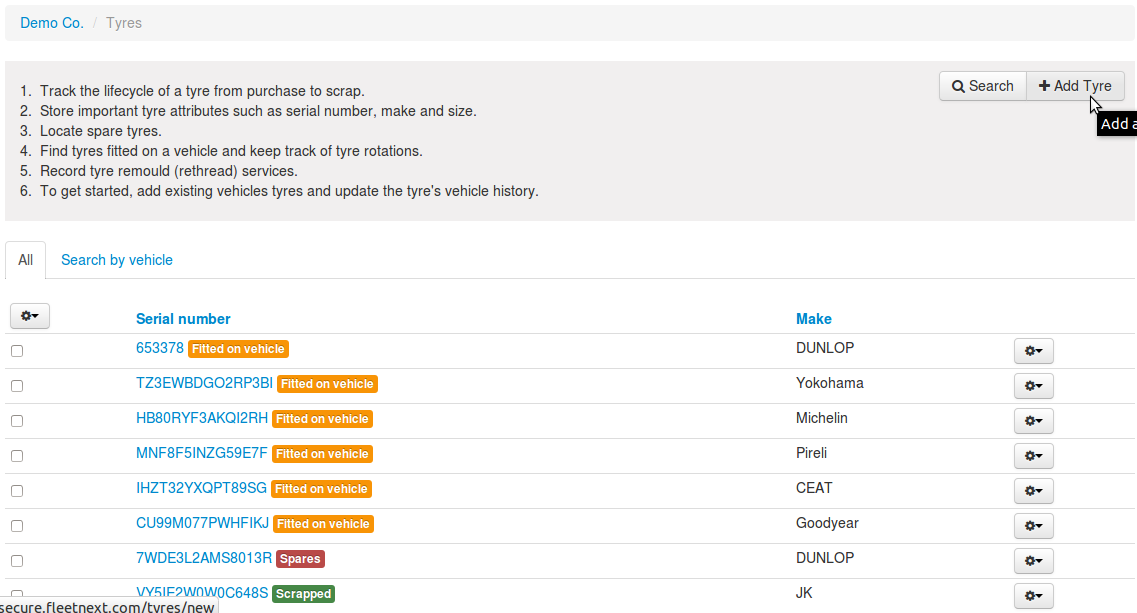 Demo Co. / Tyres
Search
Add Tyre
Add a
1. Track the lifecycle of a tyre from purchase to scrap.
2. Store important tyre attributes such as serial number, make and size.
3. Locate spare tyres.
4. Find tyres fitted on a vehicle and keep track of tyre rotations.
5. Record tyre remould (rethread) services.
6. To get started, add existing vehicles tyres and update the tyre's vehicle history.
All Search by vehicle
Serial number Make
653378 Fitted on vehicle DUNLOP
TZ3EWBDGO2RP3BI Fitted on vehicle Yokohama
HB80RYF3AKQI2RH Fitted on vehicle Michelin
MNF8F5INZG59E7F Fitted on vehicle Pireli
IHZT32YXQPT89SG Fitted on vehicle CEAT
CU99M077PWHFIKJ Fitted on vehicle Goodyear
7WDE3L2AMS8013R Spares DUNLOP
VY5IF2W0W0C648S Scrapped JK
secure.fleetnext.com/tyres/new